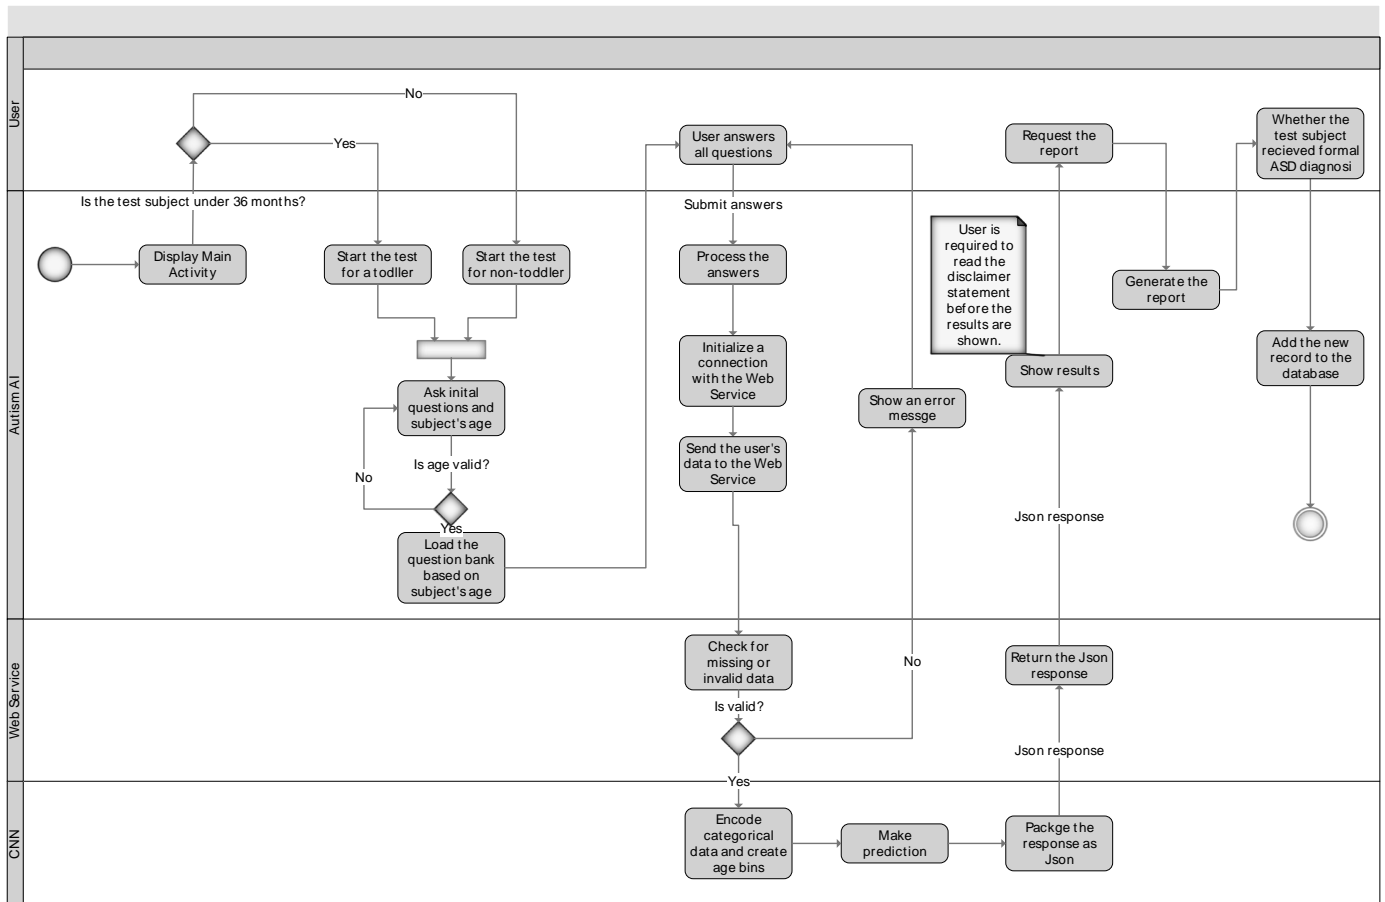 User
No
Yes
Is the test subject under 36 months?
User answers
all questions
Submit answers
Request the
report
Whether the
test subject
recieved formal
ASD diagnosi
Autism AI
Display Main
Activity
Start the test
for a todller
Start the test
for non-toddler
Ask inital
questions and
subject's age
Is age valid?
No
Yes
Load the
question bank
based on
subject's age
Process the
answers
Initialize a
connection
with the Web
Service
Send the user's
data to the Web
Service
Show an error
messge
User is
required to
read the
disclaimer
statement
before the
results are
shown.
Show results
Generate the
report
Add the new
record to the
database
Json response
Web Service
Check for
missing or
invalid data
Is valid?
No
Yes
Return the Json
response
Json response
CNN
Encode
categorical
data and create
age bins
Make
prediction
Packge the
response as
Json